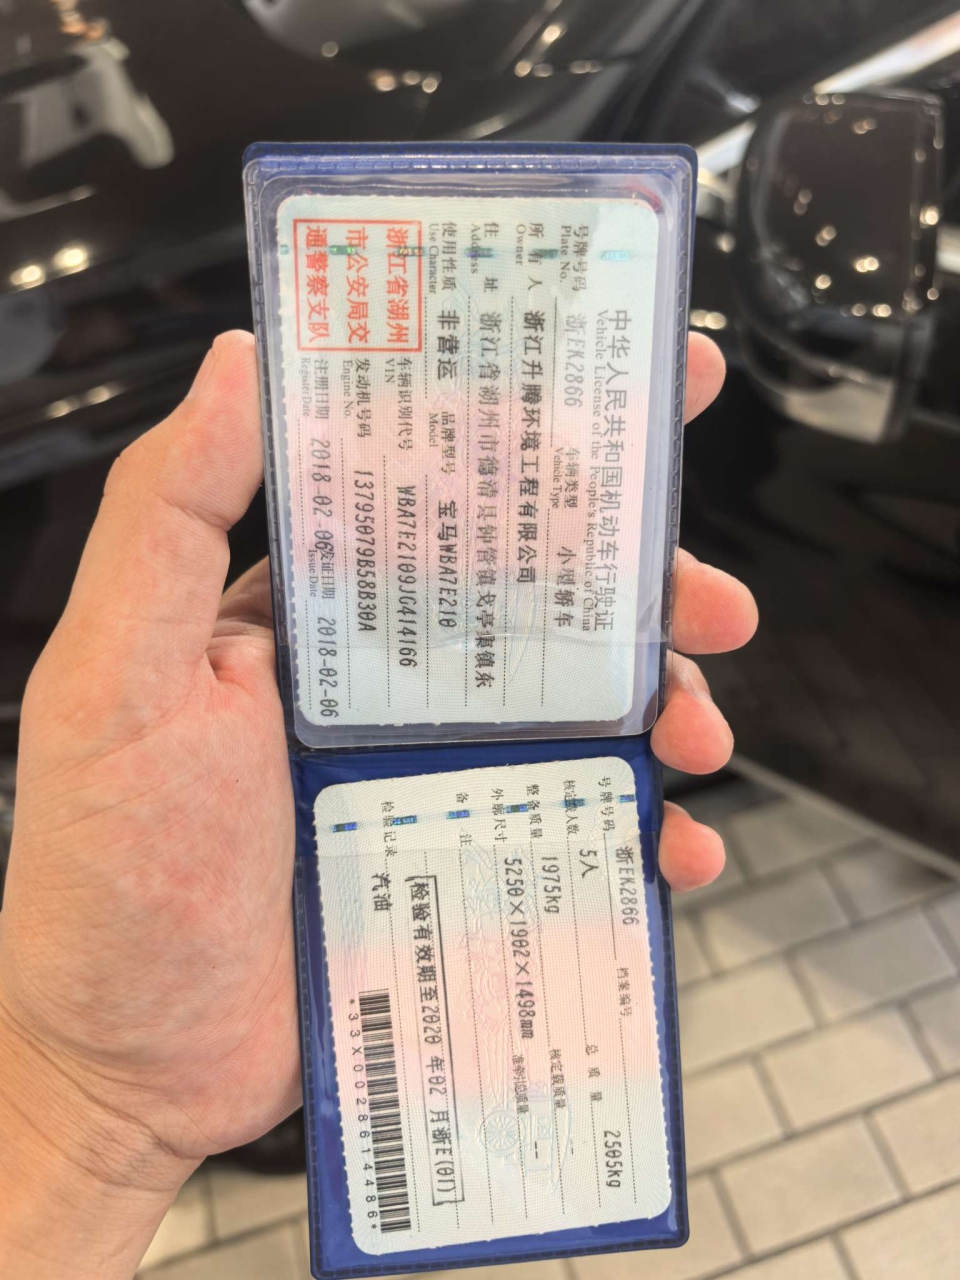 中华人民共和国机动车行驶证
Vehicle License of the People's Republic of China
号牌号码 浙EK2866 车辆类型 小型轿车
Plate No. Vehicle Type
所有人 浙江升腾环境工程有限公司
Owner
住址 浙江省湖州市德清县钟管镇戈亭集镇东
Address
使用性质 非营运 品牌型号 宝马WBA7E210
Use Character Model
浙江省湖州
市公安局交
通警察支队
车辆识别代号 WBA7E2109JG414166
VIN
发动机号码 13795079B58B30A
Engine No.
注册日期 2018-02-06 发证日期 2018-02-06
Register Date Issue Date
号牌号码 浙EK2866 档案编号
核定载人数 5人 总质量 2505kg
整备质量 1975kg 核定载质量 --
外廓尺寸 5250×1902×1498mm 准牵引总质量 --
备注
检验有效期至2020年02月浙E(01)
检验记录 汽油
*33X0028614486*